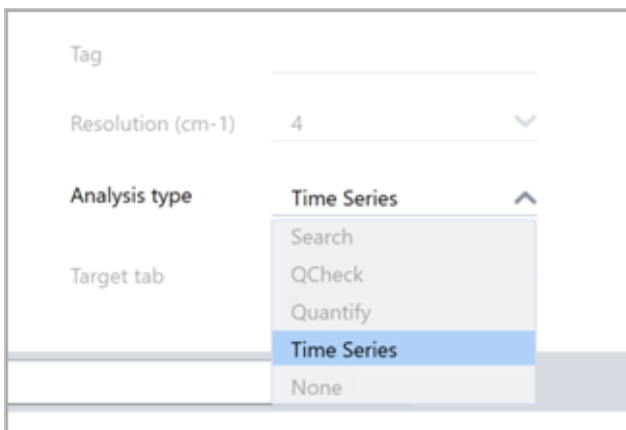 Tag
Resolution (cm-1) 4
Analysis type Time Series
Search
Target tab QCheck
Quantify
Time Series
None